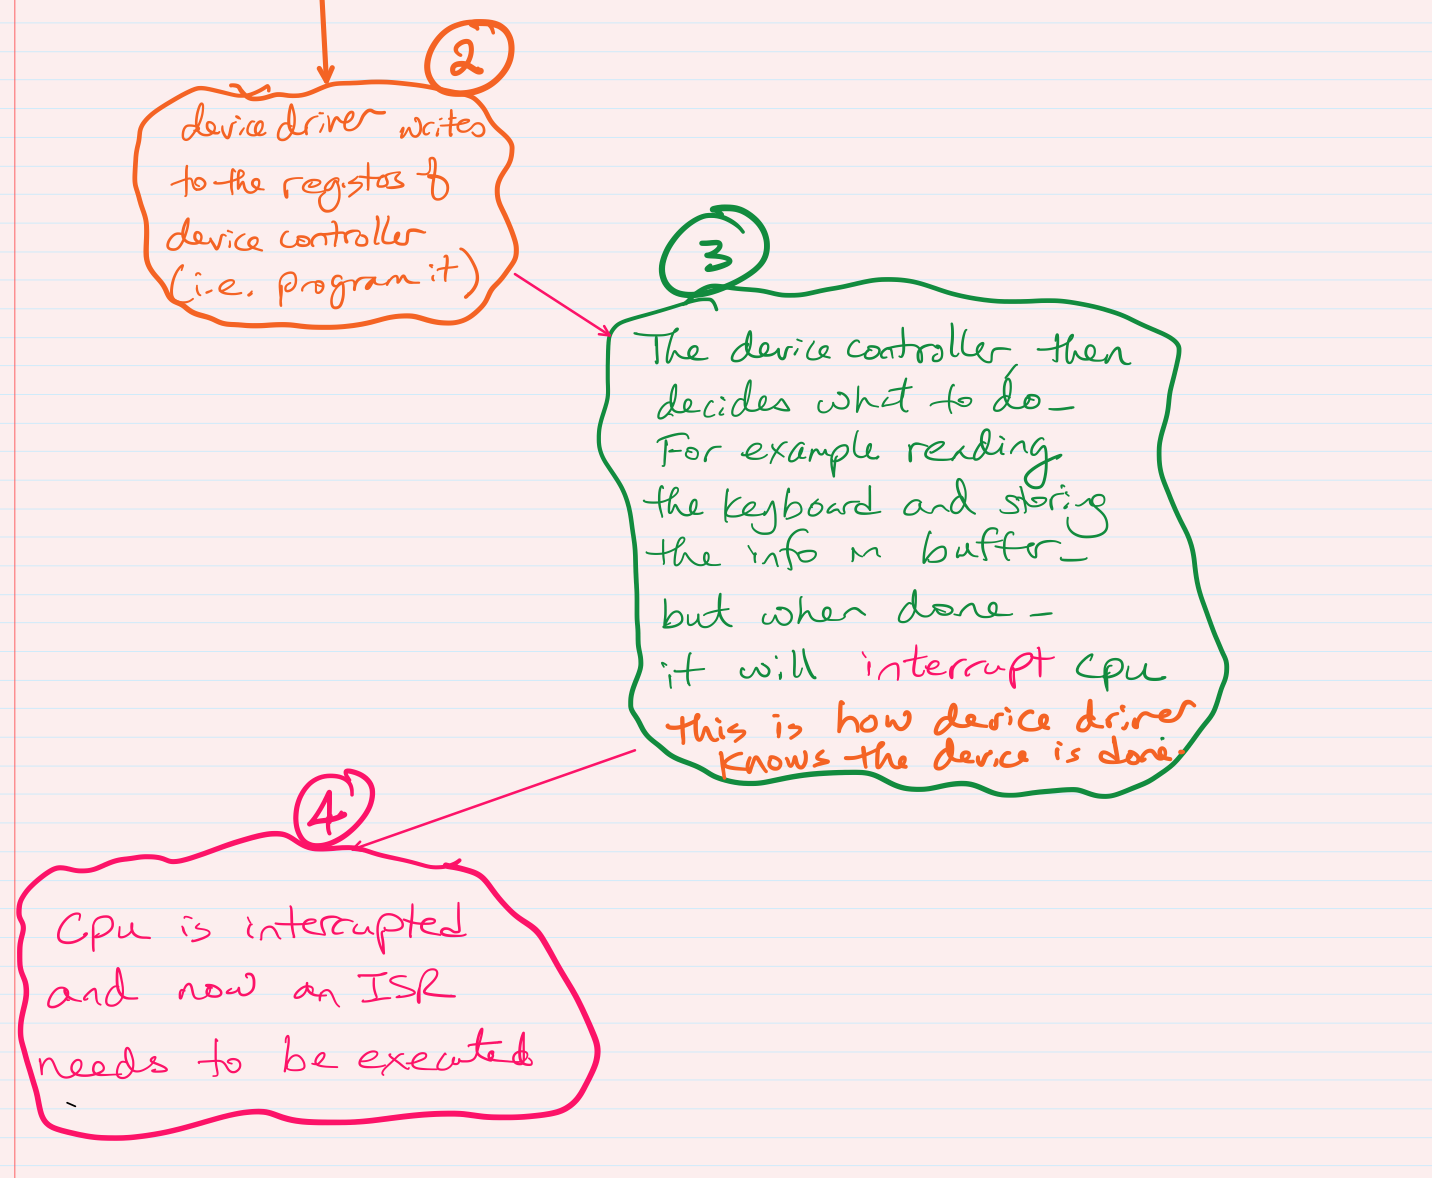 2
device driver writes
to the registos of
device controller
(i.e. program it)
3
The device controller, then
decides what to do_
For example reading
the keyboard and storing
the info in buffer_
but when done _
it will interrupt cpu
this is how device driver
knows the device is done.
4
Cpu is interrupted
and now an ISR
needs to be executed